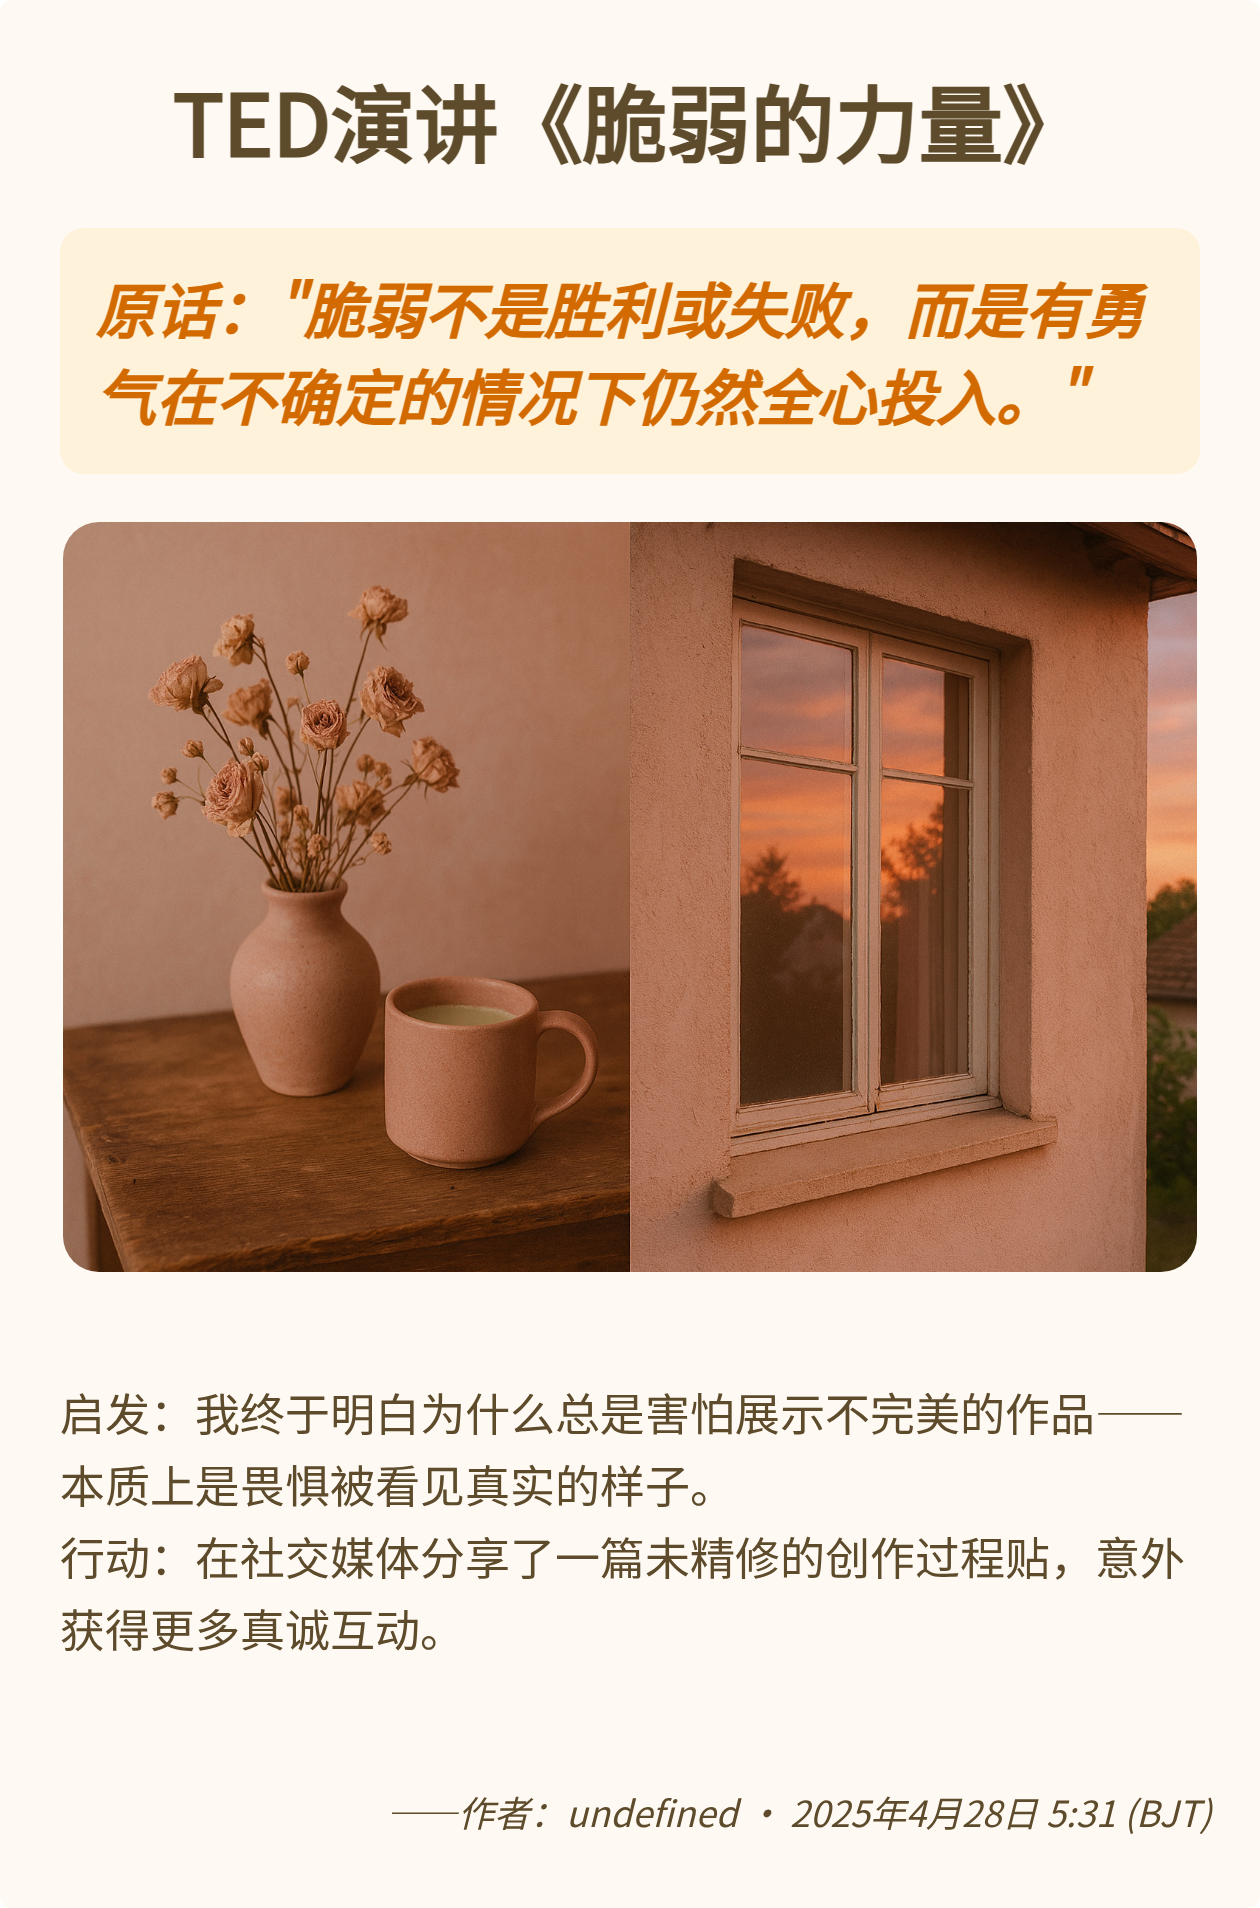 TED演讲《脆弱的力量》
原话："脆弱不是胜利或失败，而是有勇
气在不确定的情况下仍然全心投入。"
启发：我终于明白为什么总是害怕展示不完美的作品——
本质上是畏惧被看见真实的样子。
行动：在社交媒体分享了一篇未精修的创作过程贴，意外
获得更多真诚互动。
——作者：undefined • 2025年4月28日 5:31 (BJT)